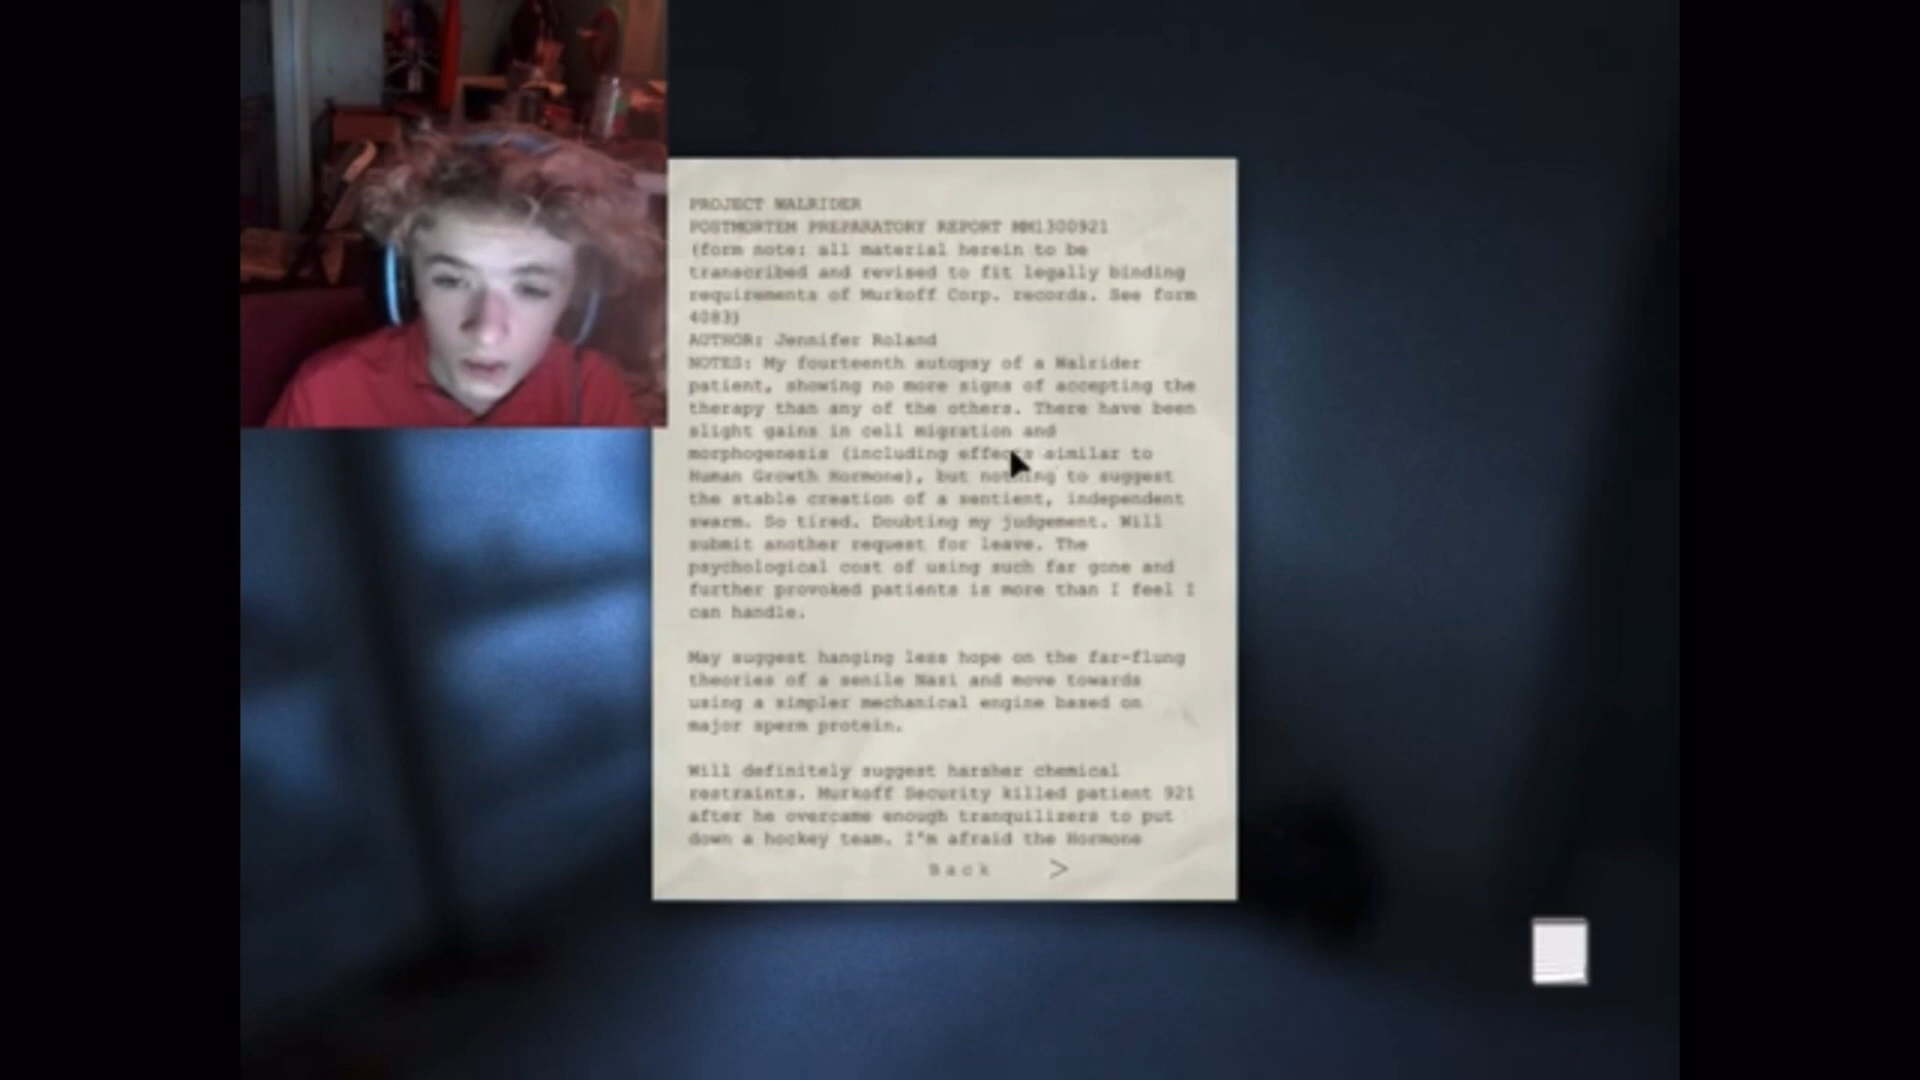 PROJECT WALRIDER
POSTMORTEM PREPARATORY REPORT MM1300921
(form note: all material herein to be
transcribed and revised to fit legally binding
requirements of Murkoff Corp. records. See form
4083)
AUTHOR: Jennifer Roland
NOTES: My fourteenth autopsy of a Walrider
patient, showing no more signs of accepting the
therapy than any of the others. There have been
slight gains in cell migration and
morphogenesis (including effects similar to
Human Growth Hormone), but nothing to suggest
the stable creation of a sentient, independent
swarm. So tired. Doubting my judgement. Will
submit another request for leave. The
psychological cost of using such far gone and
further provoked patients is more than I feel I
can handle.
May suggest hanging less hope on the far-flung
theories of a senile Nazi and move towards
using a simpler mechanical engine based on
major sperm protein.
Will definitely suggest harsher chemical
restraints. Murkoff Security killed patient 921
after he overcame enough tranquilizers to put
down a hockey team. I"m afraid the Hormone
Back >